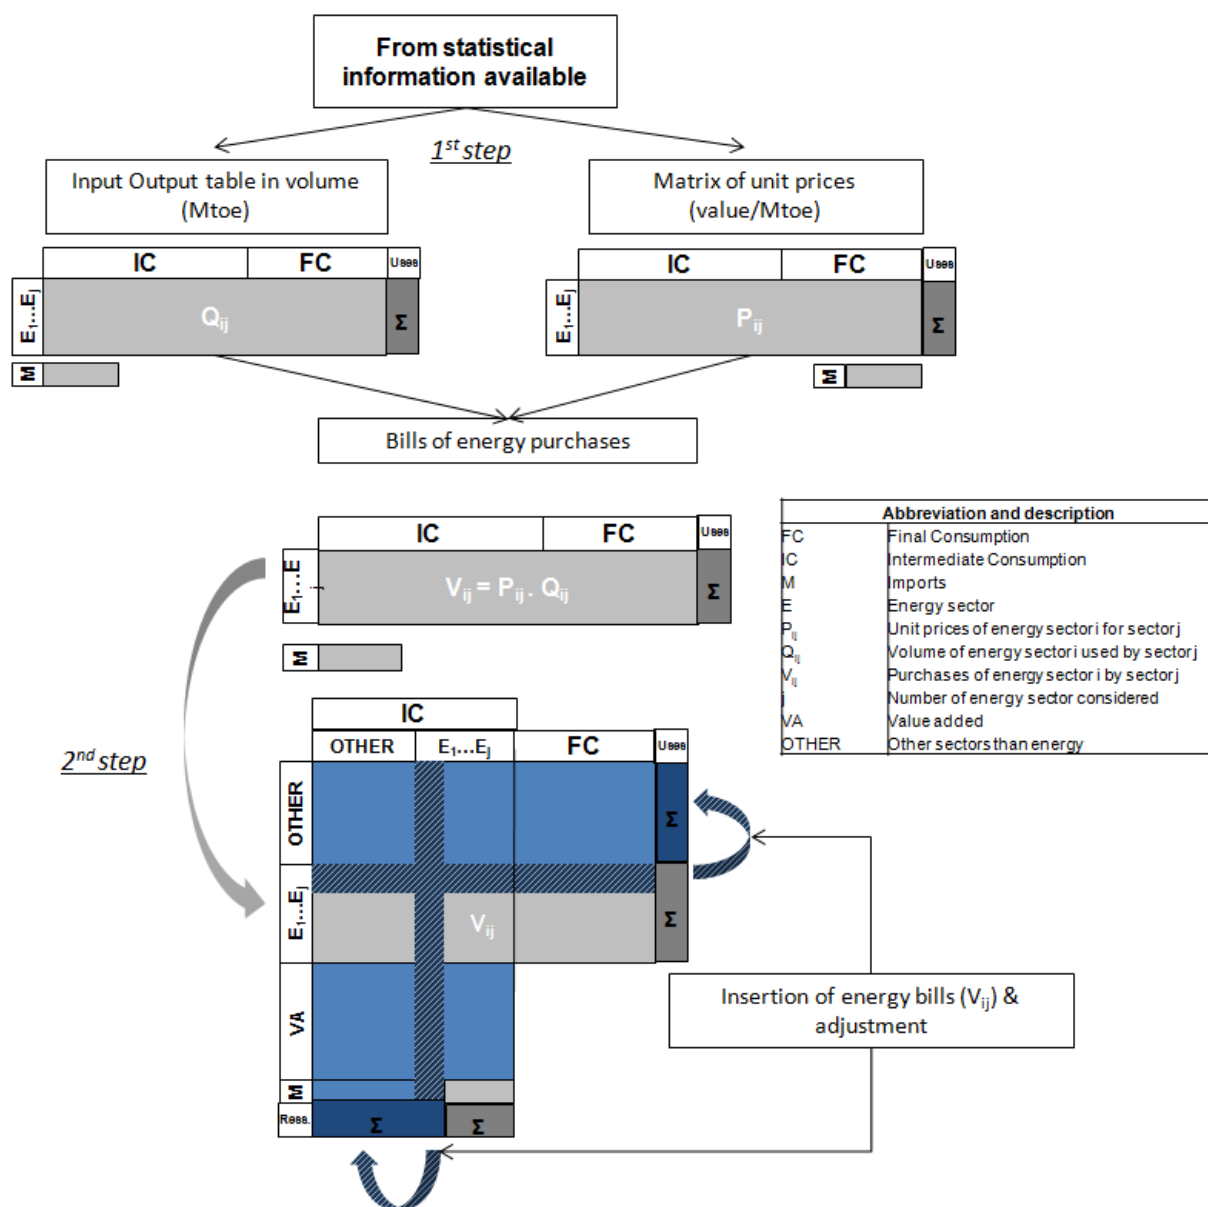 From statistical
information available
1st step
Input Output table in volume
(Mtoe)
Matrix of unit prices
(value/Mtoe)
IC FC Uses
E1...Ej
Qij
Σ
M
IC FC Uses
E1...Ej
Pij
Σ
M
Bills of energy purchases
IC FC Uses
E1...E
j
Vij = Pij . Qij
Σ
M
Abbreviation and description
FC Final Consumption
IC Intermediate Consumption
M Imports
E Energy sector
Pij Unit prices of energy sector i for sector j
Qij Volume of energy sector i used by sector j
Vij Purchases of energy sector i by sector j
j Number of energy sector considered
VA Value added
OTHER Other sectors than energy
2nd step
IC
OTHER E1...Ej FC Uses
OTHER
Σ
E1...Ej
Vij
Σ
VA
M
Ress.
Σ Σ
Insertion of energy bills (Vij) &
adjustment